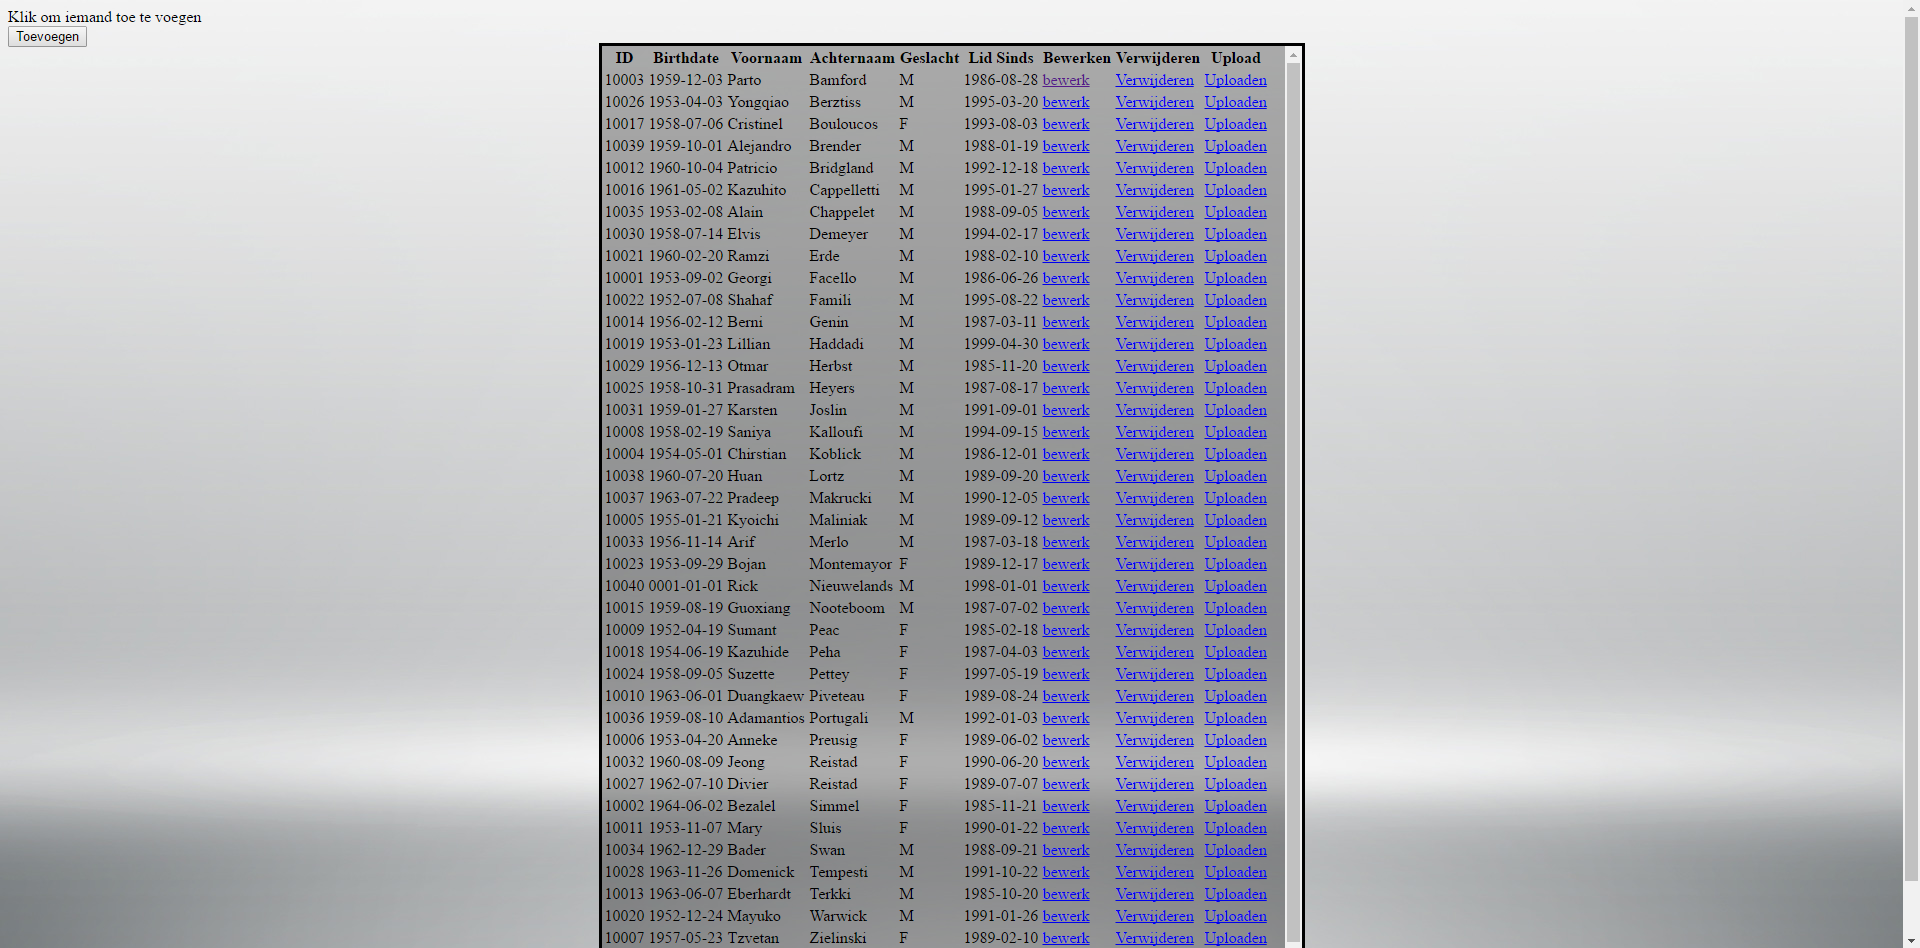 Klik om iemand toe te voegen
Toevoegen
ID Birthdate Voornaam Achternaam Geslacht Lid Sinds Bewerken Verwijderen Upload
10003 1959-12-03 Parto Bamford M 1986-08-28 bewerk Verwijderen Uploaden
10026 1953-04-03 Yongqiao Berztiss M 1995-03-20 bewerk Verwijderen Uploaden
10017 1958-07-06 Cristinel Bouloucos F 1993-08-03 bewerk Verwijderen Uploaden
10039 1959-10-01 Alejandro Brender M 1988-01-19 bewerk Verwijderen Uploaden
10012 1960-10-04 Patricio Bridgland M 1992-12-18 bewerk Verwijderen Uploaden
10016 1961-05-02 Kazuhito Cappelletti M 1995-01-27 bewerk Verwijderen Uploaden
10035 1953-02-08 Alain Chappelet M 1988-09-05 bewerk Verwijderen Uploaden
10030 1958-07-14 Elvis Demeyer M 1994-02-17 bewerk Verwijderen Uploaden
10021 1960-02-20 Ramzi Erde M 1988-02-10 bewerk Verwijderen Uploaden
10001 1953-09-02 Georgi Facello M 1986-06-26 bewerk Verwijderen Uploaden
10022 1952-07-08 Shahaf Famili M 1995-08-22 bewerk Verwijderen Uploaden
10014 1956-02-12 Berni Genin M 1987-03-11 bewerk Verwijderen Uploaden
10019 1953-01-23 Lillian Haddadi M 1999-04-30 bewerk Verwijderen Uploaden
10029 1956-12-13 Otmar Herbst M 1985-11-20 bewerk Verwijderen Uploaden
10025 1958-10-31 Prasadram Heyers M 1987-08-17 bewerk Verwijderen Uploaden
10031 1959-01-27 Karsten Joslin M 1991-09-01 bewerk Verwijderen Uploaden
10008 1958-02-19 Saniya Kalloufi M 1994-09-15 bewerk Verwijderen Uploaden
10004 1954-05-01 Chirstian Koblick M 1986-12-01 bewerk Verwijderen Uploaden
10038 1960-07-20 Huan Lortz M 1989-09-20 bewerk Verwijderen Uploaden
10037 1963-07-22 Pradeep Makrucki M 1990-12-05 bewerk Verwijderen Uploaden
10005 1955-01-21 Kyoichi Maliniak M 1989-09-12 bewerk Verwijderen Uploaden
10033 1956-11-14 Arif Merlo M 1987-03-18 bewerk Verwijderen Uploaden
10023 1953-09-29 Bojan Montemayor F 1989-12-17 bewerk Verwijderen Uploaden
10040 0001-01-01 Rick Nieuwelands M 1998-01-01 bewerk Verwijderen Uploaden
10015 1959-08-19 Guoxiang Nooteboom M 1987-07-02 bewerk Verwijderen Uploaden
10009 1952-04-19 Sumant Peac F 1985-02-18 bewerk Verwijderen Uploaden
10018 1954-06-19 Kazuhide Peha F 1987-04-03 bewerk Verwijderen Uploaden
10024 1958-09-05 Suzette Pettey F 1997-05-19 bewerk Verwijderen Uploaden
10010 1963-06-01 Duangkaew Piveteau F 1989-08-24 bewerk Verwijderen Uploaden
10036 1959-08-10 Adamantios Portugali M 1992-01-03 bewerk Verwijderen Uploaden
10006 1953-04-20 Anneke Preusig F 1989-06-02 bewerk Verwijderen Uploaden
10032 1960-08-09 Jeong Reistad F 1990-06-20 bewerk Verwijderen Uploaden
10027 1962-07-10 Divier Reistad F 1989-07-07 bewerk Verwijderen Uploaden
10002 1964-06-02 Bezalel Simmel F 1985-11-21 bewerk Verwijderen Uploaden
10011 1953-11-07 Mary Sluis F 1990-01-22 bewerk Verwijderen Uploaden
10034 1962-12-29 Bader Swan M 1988-09-21 bewerk Verwijderen Uploaden
10028 1963-11-26 Domenick Tempesti M 1991-10-22 bewerk Verwijderen Uploaden
10013 1963-06-07 Eberhardt Terkki M 1985-10-20 bewerk Verwijderen Uploaden
10020 1952-12-24 Mayuko Warwick M 1991-01-26 bewerk Verwijderen Uploaden
10007 1957-05-23 Tzvetan Zielinski F 1989-02-10 bewerk Verwijderen Uploaden